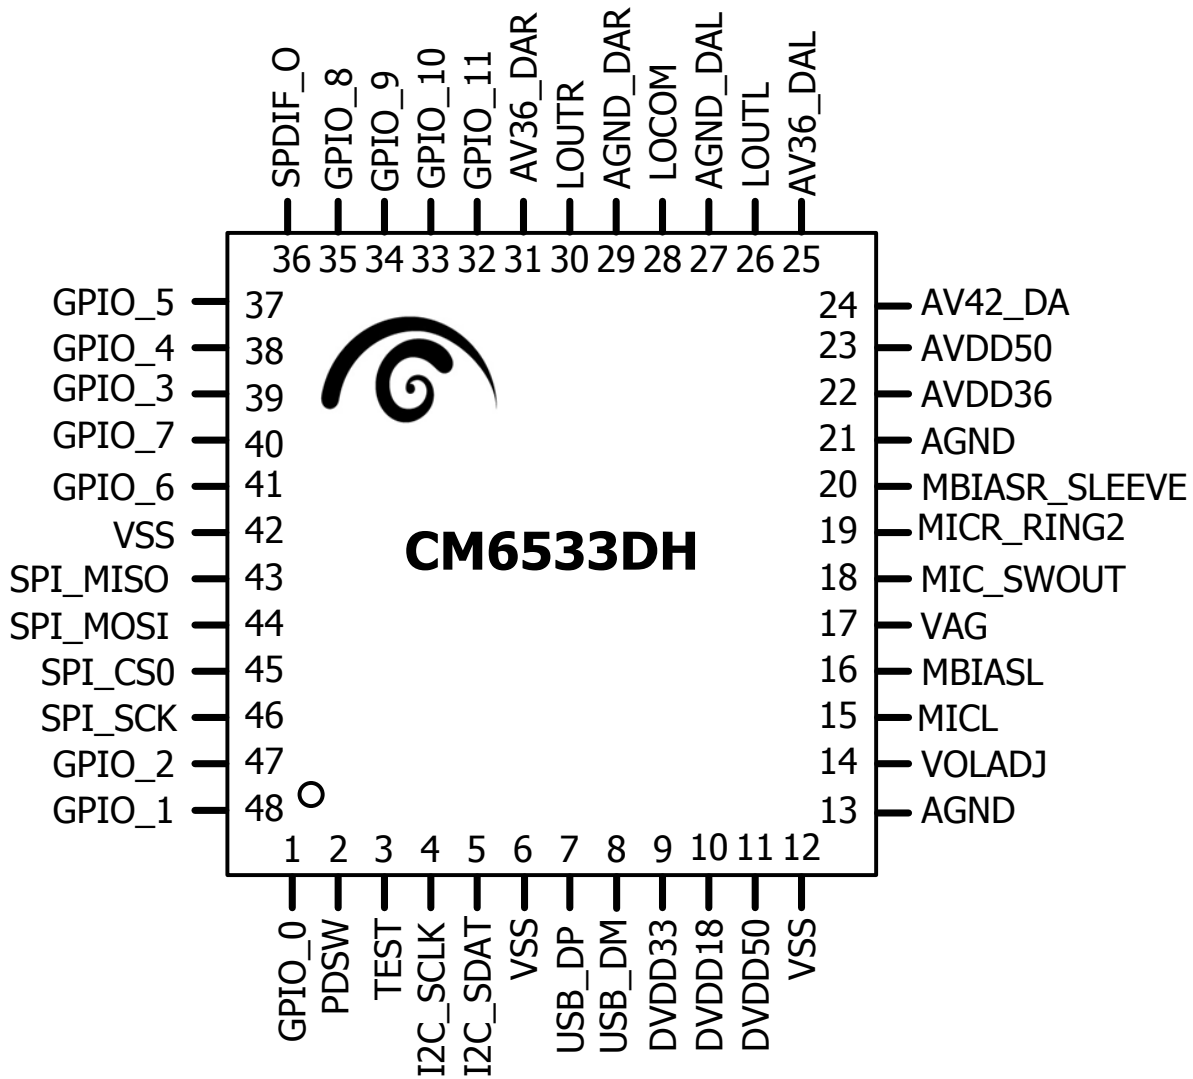 SPDIF_O
GPIO_8
GPIO_9
GPIO_10
GPIO_11
AV36_DAR
LOUTR
AGND_DAR
LOCOM
AGND_DAL
LOUTL
AV36_DAL
36 35 34 33 32 31 30 29 28 27 26 25
GPIO_5 37
GPIO_4 38
GPIO_3 39
GPIO_7 40
GPIO_6 41
VSS 42
SPI_MISO 43
SPI_MOSI 44
SPI_CS0 45
SPI_SCK 46
GPIO_2 47
GPIO_1 48
CM6533DH
24 AV42_DA
23 AVDD50
22 AVDD36
21 AGND
20 MBIASR_SLEEVE
19 MICR_RING2
18 MIC_SWOUT
17 VAG
16 MBIASL
15 MICL
14 VOLADJ
13 AGND
1 2 3 4 5 6 7 8 9 10 11 12
GPIO_0
PDSW
TEST
I2C_SCLK
I2C_SDAT
VSS
USB_DP
USB_DM
DVDD33
DVDD18
DVDD50
VSS